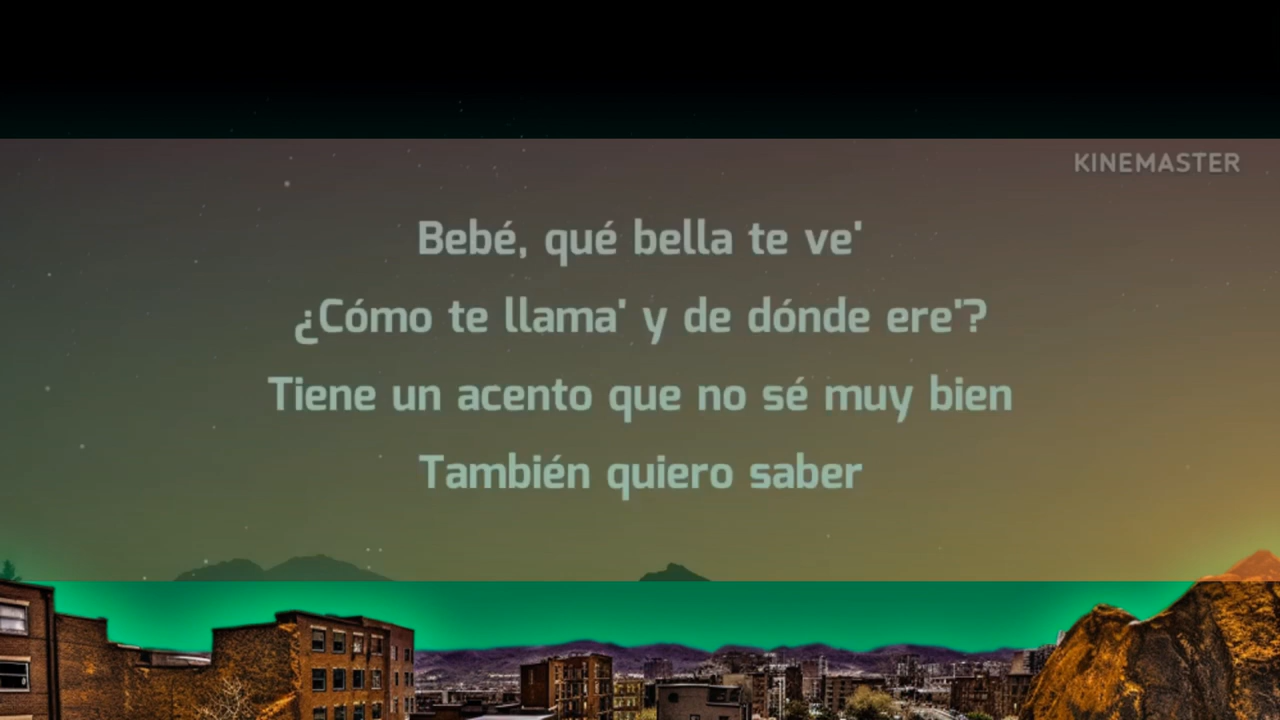 KINEMASTER
Bebé, qué bella te ve'
¿Cómo te llama' y de dónde ere'?
Tiene un acento que no sé muy bien
También quiero saber